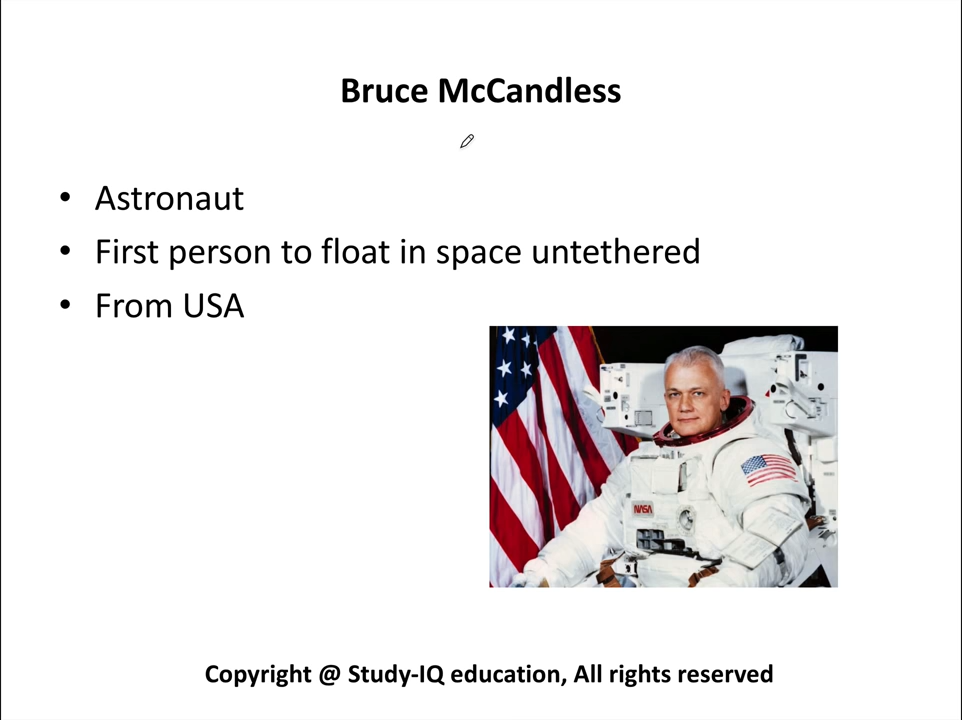 Bruce McCandless
• Astronaut
• First person to float in space untethered
• From USA
NASA
Copyright @ Study-IQ education, All rights reserved